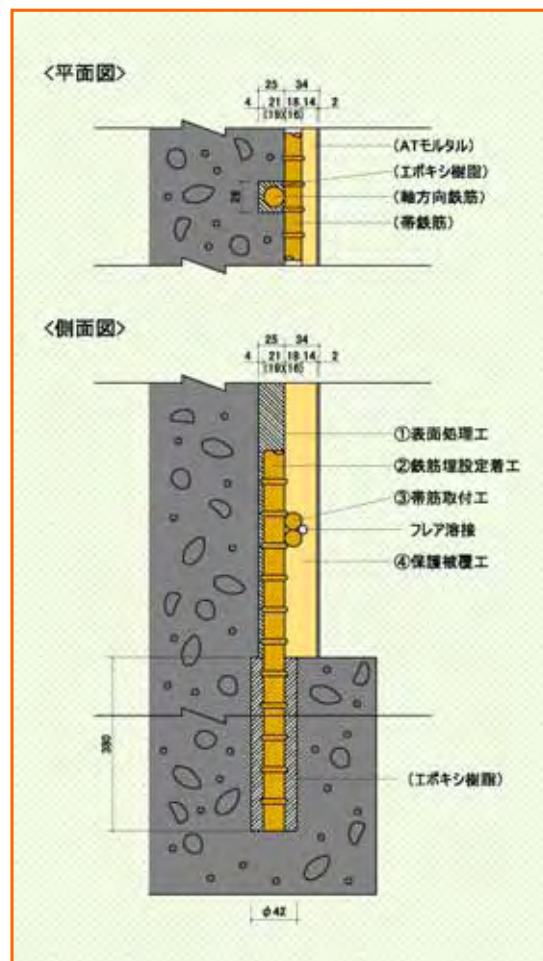 <平面図>
25 34
4 21 18 14 2
(19)(16)
(ATモルタル)
(エポキシ樹脂)
(軸方向鉄筋)
(帯鉄筋)
<側面図>
25 34
4 21 18 14 2
(19)(16)
①表面処理工
②鉄筋埋設定着工
③帯筋取付工
フレア溶接
④保護被覆工
(エポキシ樹脂)
φ42